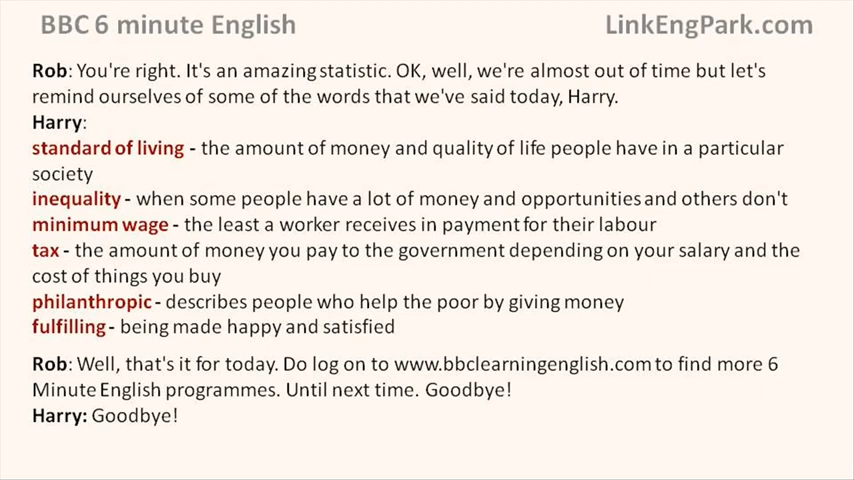 BBC 6 minute English
LinkEngPark.com
Rob: You're right. It's an amazing statistic. OK, well, we're almost out of time but let's
remind ourselves of some of the words that we've said today, Harry.
Harry:
standard of living - the amount of money and quality of life people have in a particular
society
inequality - when some people have a lot of money and opportunities and others don't
minimum wage - the least a worker receives in payment for their labour
tax - the amount of money you pay to the government depending on your salary and the
cost of things you buy
philanthropic - describes people who help the poor by giving money
fulfilling - being made happy and satisfied
Rob: Well, that's it for today. Do log on to www.bbclearningenglish.com to find more 6
Minute English programmes. Until next time. Goodbye!
Harry: Goodbye!